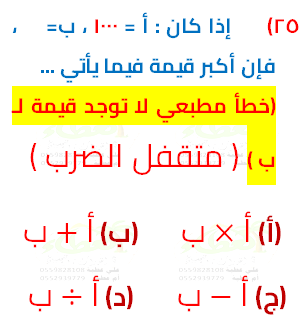 ٢٥) إذا كان : أ = ١٠٠٠ ، ب= ،
فإن أكبر قيمة فيما يأتي ...
(خطأ مطبعي لا توجد قيمة لـ
ب ) ( متقفل الضرب )
(أ) أ × ب (ب) أ + ب
(ج) أ − ب (د) أ ÷ ب